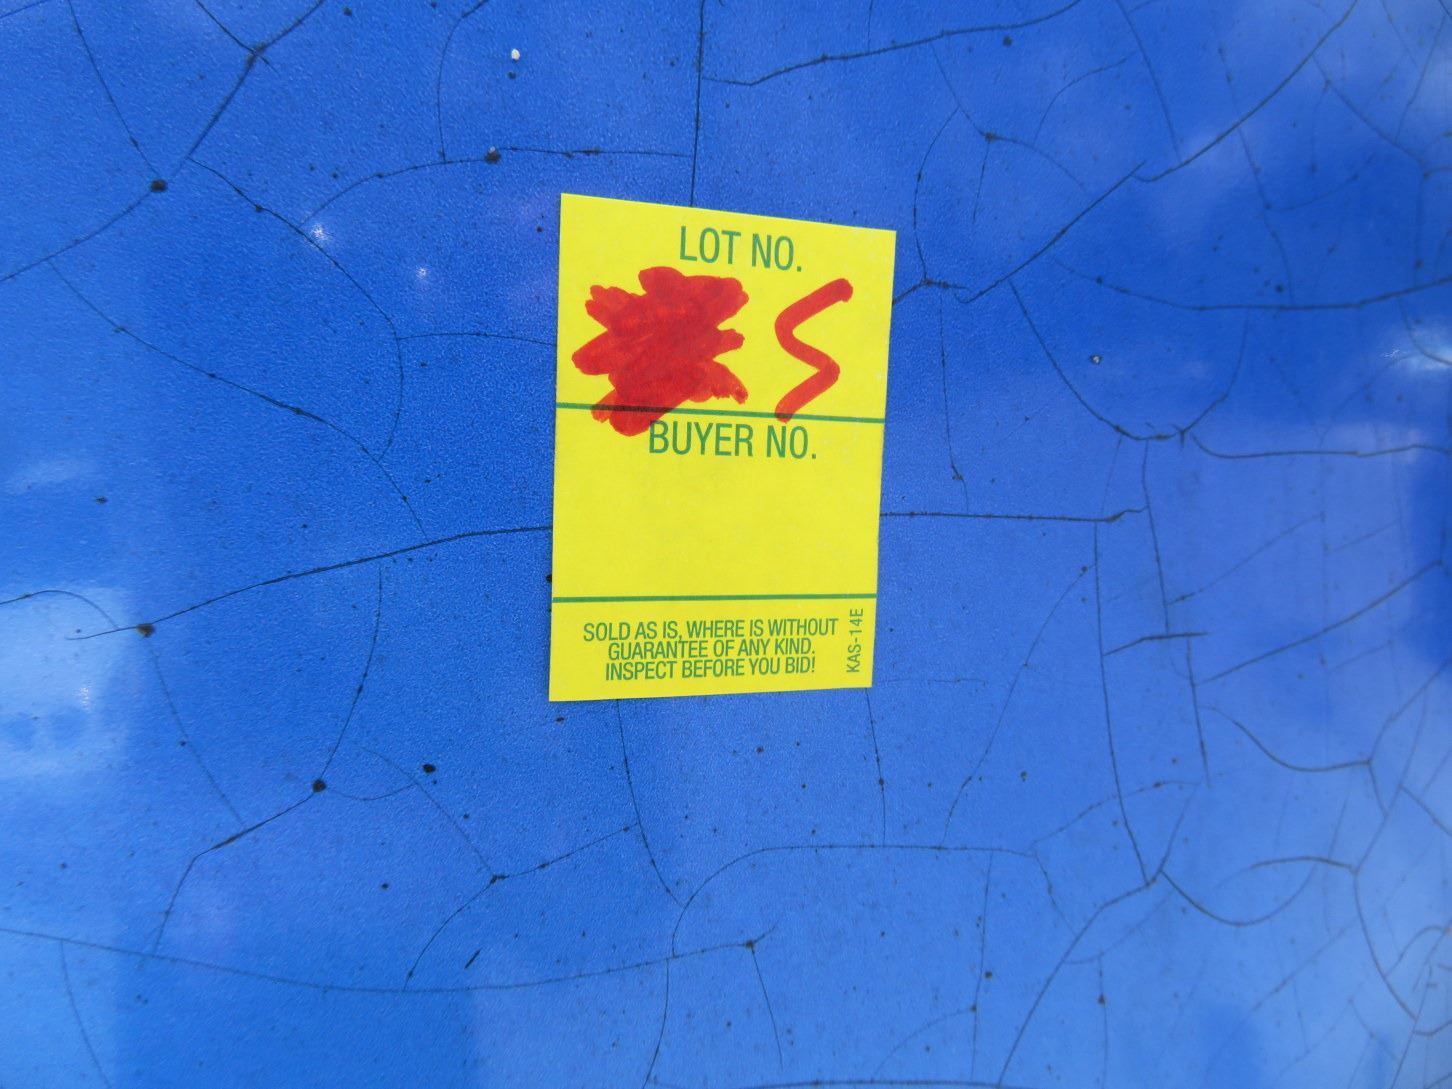 LOT NO.
5
BUYER NO.
SOLD AS IS, WHERE IS WITHOUT
GUARANTEE OF ANY KIND.
INSPECT BEFORE YOU BID!
KAS-14E